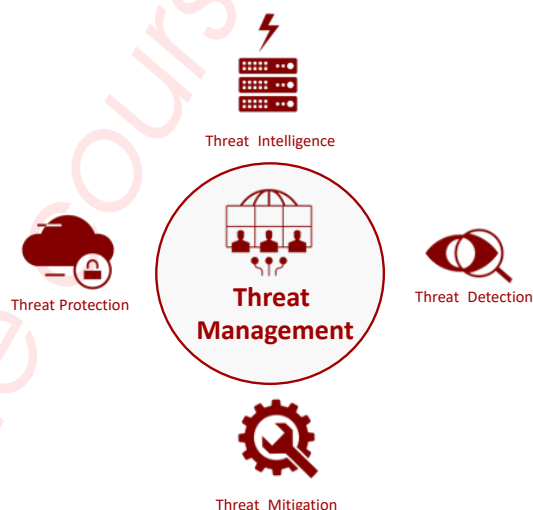 Threat Intelligence
Threat Protection
Threat
Management
Threat Detection
Threat Mitigation